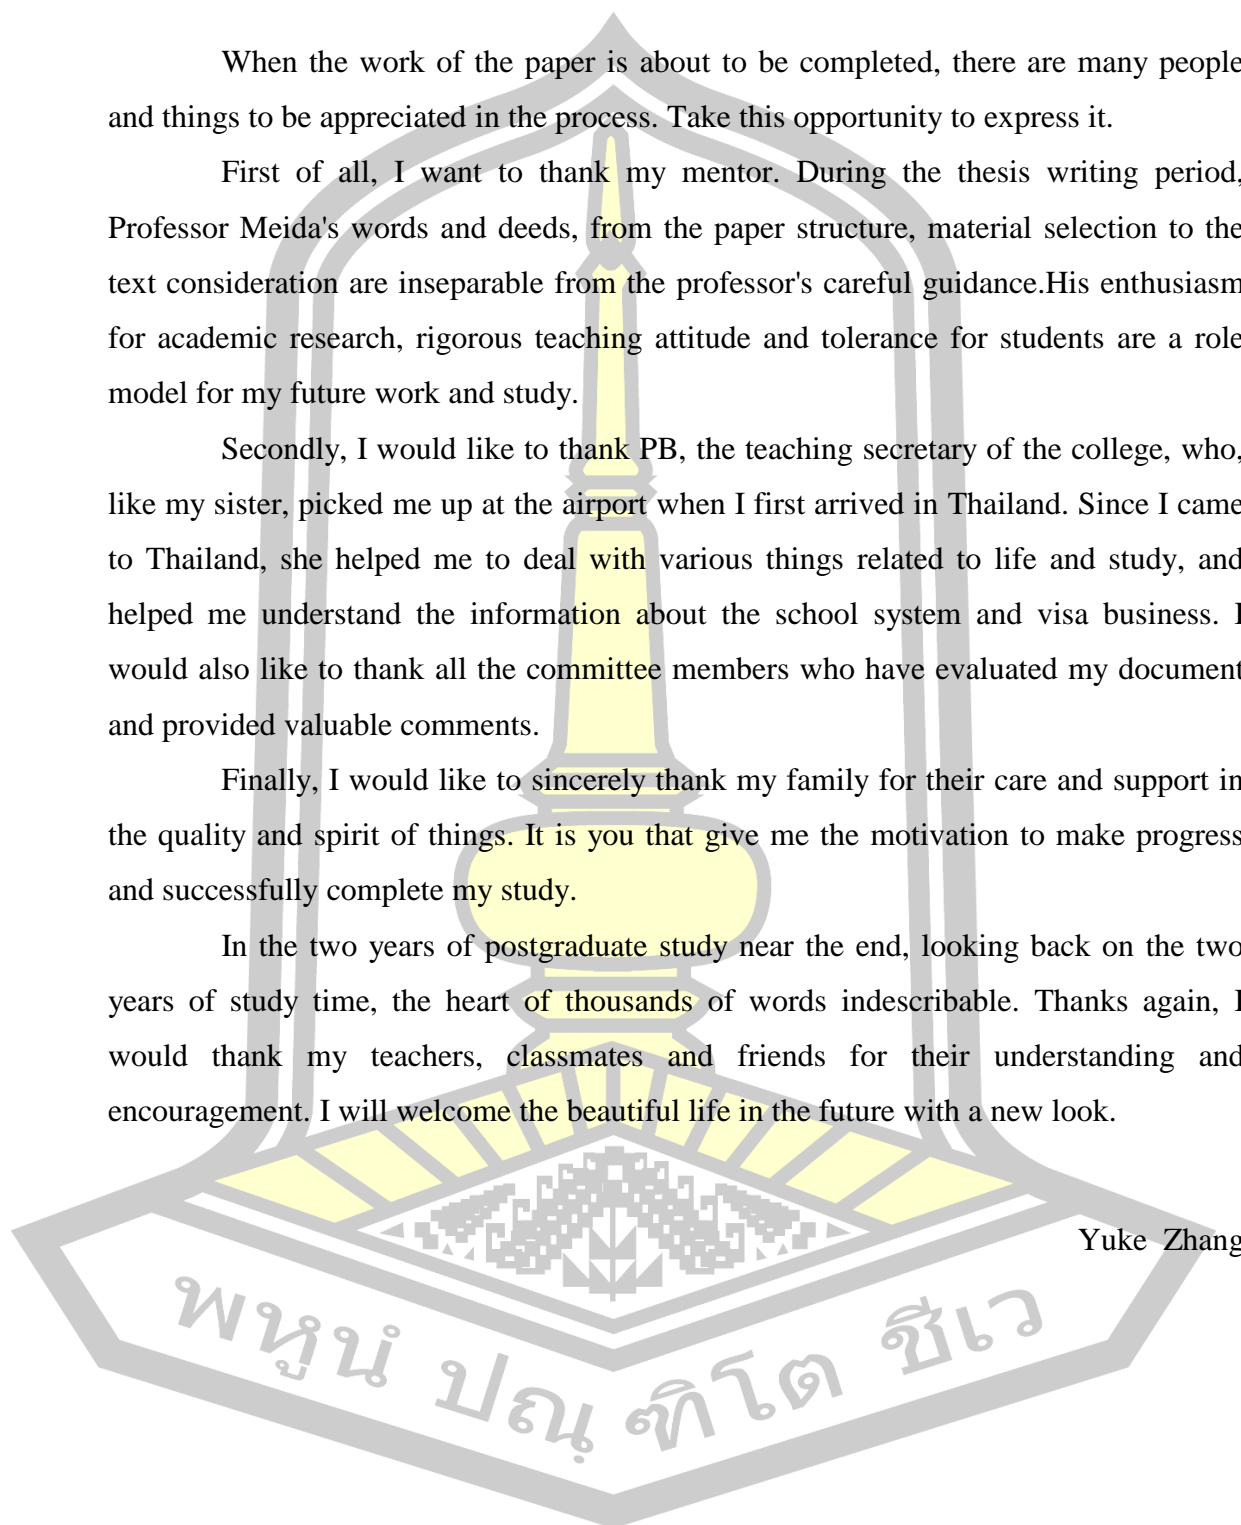 When the work of the paper is about to be completed, there are many people
and things to be appreciated in the process. Take this opportunity to express it.
First of all, I want to thank my mentor. During the thesis writing period,
Professor Meida's words and deeds, from the paper structure, material selection to the
text consideration are inseparable from the professor's careful guidance.His enthusiasm
for academic research, rigorous teaching attitude and tolerance for students are a role
model for my future work and study.
Secondly, I would like to thank PB, the teaching secretary of the college, who,
like my sister, picked me up at the airport when I first arrived in Thailand. Since I came
to Thailand, she helped me to deal with various things related to life and study, and
helped me understand the information about the school system and visa business. I
would also like to thank all the committee members who have evaluated my document
and provided valuable comments.
Finally, I would like to sincerely thank my family for their care and support in
the quality and spirit of things. It is you that give me the motivation to make progress
and successfully complete my study.
In the two years of postgraduate study near the end, looking back on the two
years of study time, the heart of thousands of words indescribable. Thanks again, I
would thank my teachers, classmates and friends for their understanding and
encouragement. I will welcome the beautiful life in the future with a new look.
Yuke Zhang
พหูนํ ปณฺฑิโต ชีเว